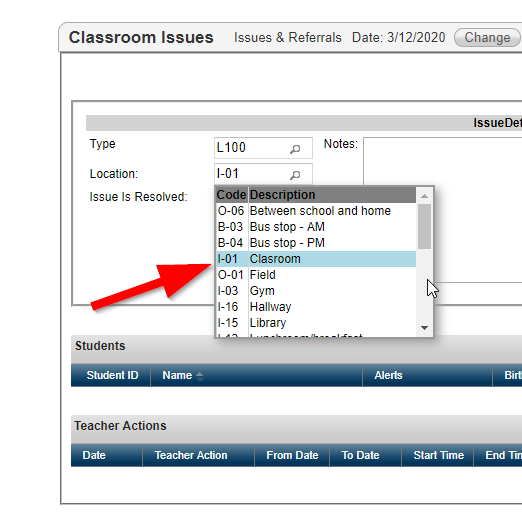 Classroom Issues Issues & Referrals Date: 3/12/2020 Change
IssueDet
Type L100 Notes:
Location: I-01
Issue Is Resolved:
Code Description
O-06 Between school and home
B-03 Bus stop - AM
B-04 Bus stop - PM
I-01 Clasroom
O-01 Field
I-03 Gym
I-16 Hallway
I-15 Library
Students
Student ID Name Alerts Birt
Teacher Actions
Date Teacher Action From Date To Date Start Time End Tim